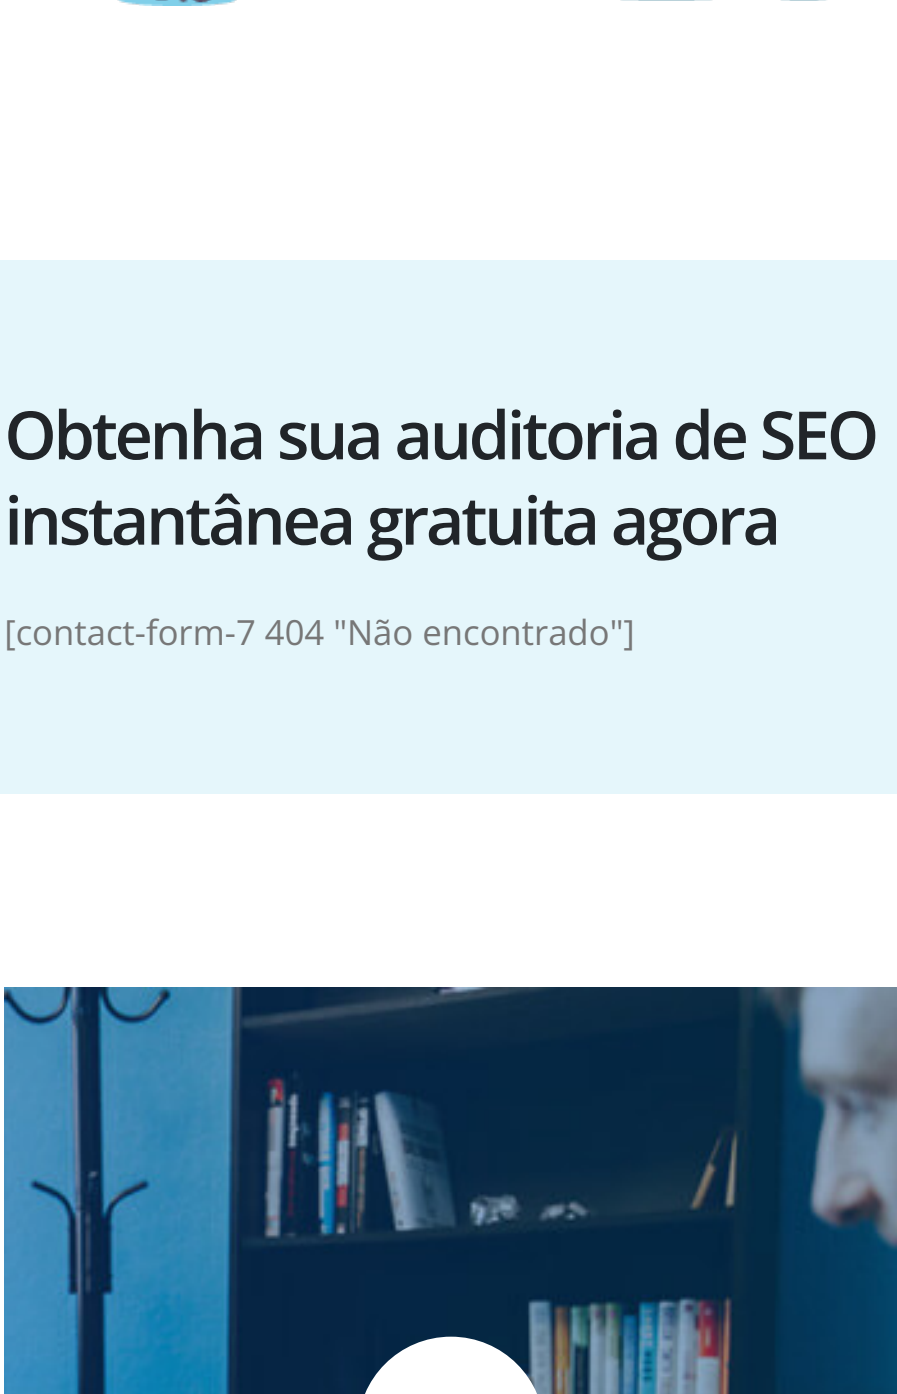 Obtenha sua auditoria de SEO
instantânea gratuita agora
[contact-form-7 404 "Não encontrado"]